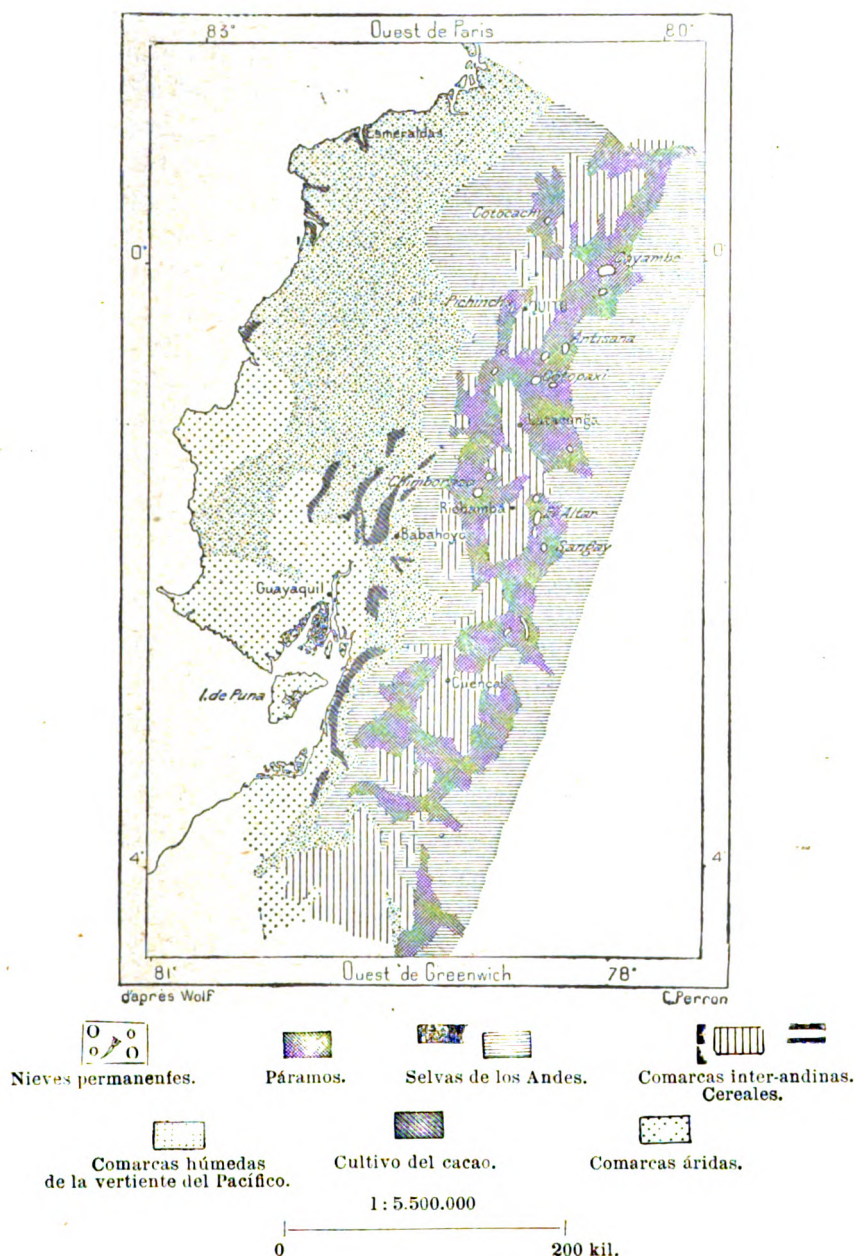 83° Ouest de Paris 80°
Esmeraldas
Cotocachi
0° 0°
Cayambe
Pichincha QUITO
Antisana
Cotopaxi
Latacunga
Chimborazo
Riobamba El Altar
Babahoyo
Sangay
Guayaquil
I. de Puna
Cuenca
4° 4°
81° Ouest de Greenwich 78°
d'après Wolf C. Perron
Nieves permanentes. Páramos. Selvas de los Andes. Comarcas inter-andinas.
Cereales.
Comarcas húmedas Cultivo del cacao. Comarcas áridas.
de la vertiente del Pacífico.
1 : 5.500.000
0 200 kil.